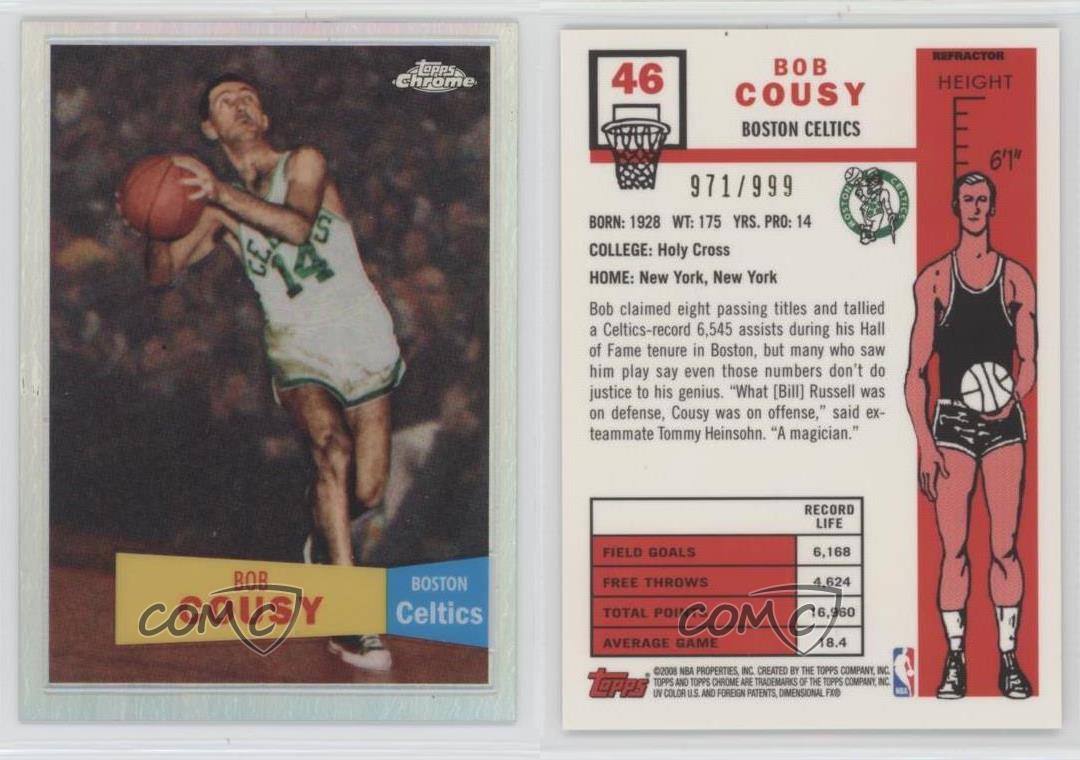 Topps
Chrome
CELTICS
14
BOB
COUSY
BOSTON
Celtics
COMC
46
BOB
COUSY
BOSTON CELTICS
971/999
BOSTON CELTICS
BORN: 1928 WT: 175 YRS. PRO: 14
COLLEGE: Holy Cross
HOME: New York, New York
Bob claimed eight passing titles and tallied
a Celtics-record 6,545 assists during his Hall
of Fame tenure in Boston, but many who saw
him play say even those numbers don't do
justice to his genius. "What [Bill] Russell was
on defense, Cousy was on offense," said ex-
teammate Tommy Heinsohn. "A magician."
RECORD
LIFE
FIELD GOALS 6,168
FREE THROWS 4,624
TOTAL POINTS 16,960
AVERAGE GAME 18.4
COMC
Topps
©2008 NBA PROPERTIES, INC. CREATED BY THE TOPPS COMPANY, INC.
TOPPS AND TOPPS CHROME ARE TRADEMARKS OF THE TOPPS COMPANY, INC.
UV COLOR U.S. AND FOREIGN PATENTS, DIMENSIONAL FX®
NBA
REFRACTOR
HEIGHT
6'1"